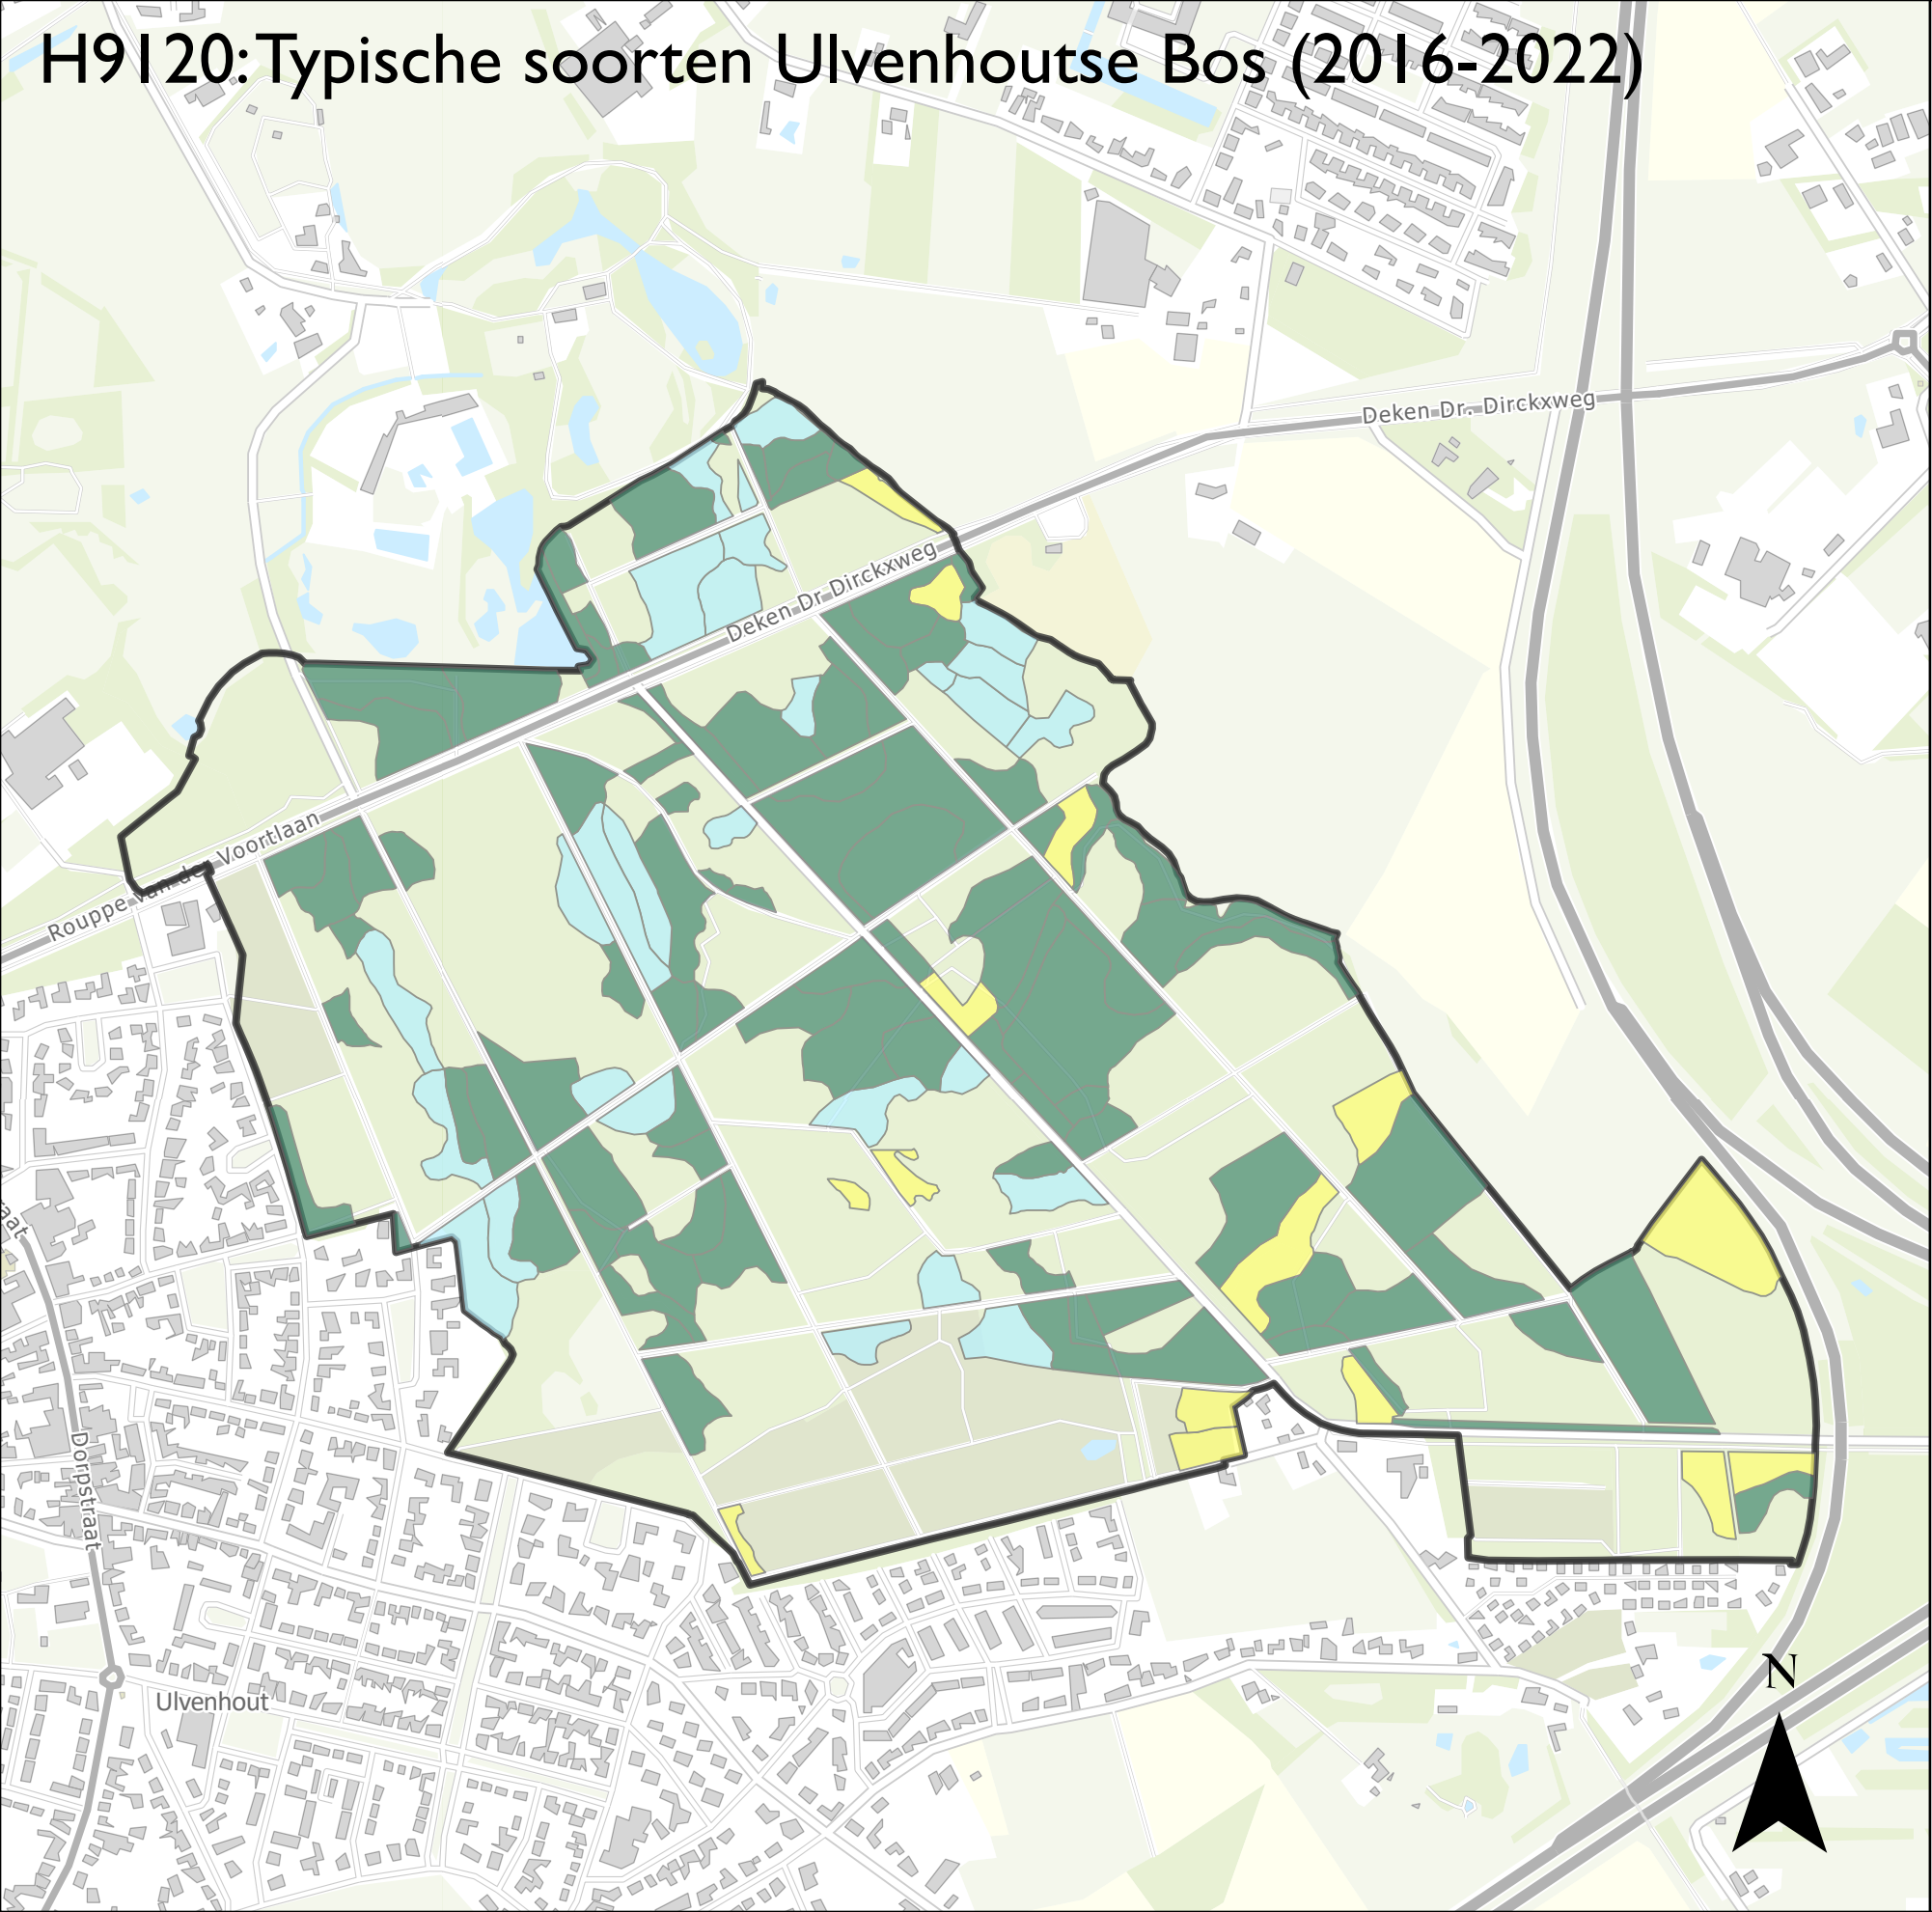 H9120: Typische soorten Ulvenhoutse Bos (2016-2022)
Deken Dr. Dirckxweg
Deken Dr Dirckxweg
Rouppe van der Voortlaan
raat
Dorpstraat
Ulvenhout
N